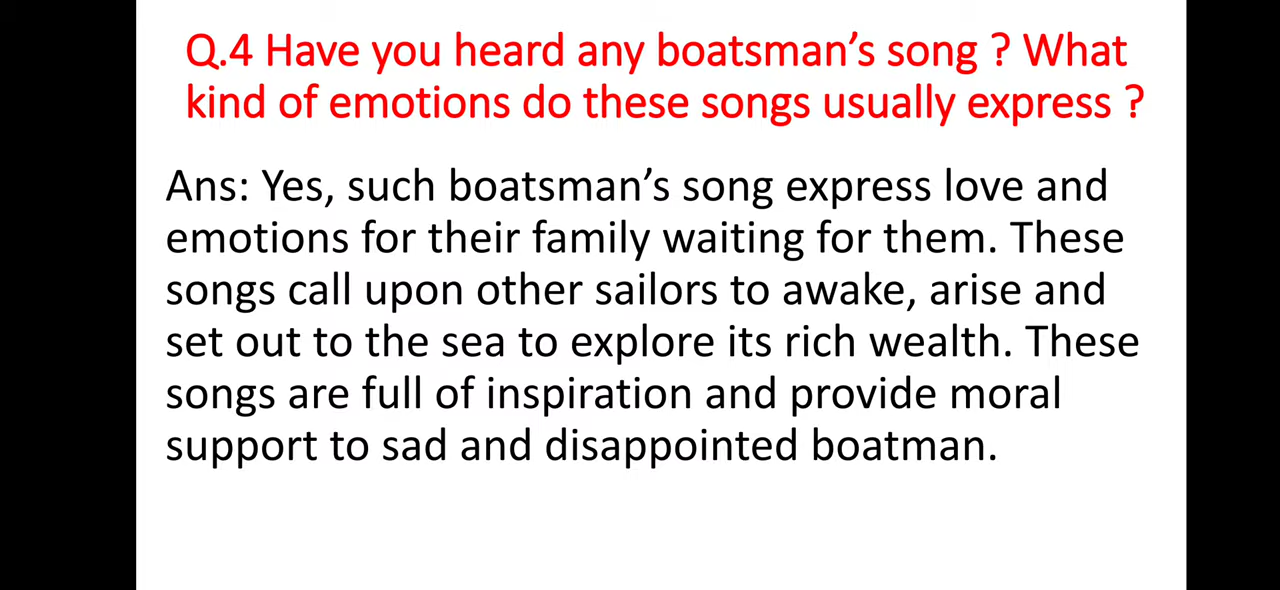 Q.4 Have you heard any boatsman’s song ? What
kind of emotions do these songs usually express ?
Ans: Yes, such boatsman’s song express love and
emotions for their family waiting for them. These
songs call upon other sailors to awake, arise and
set out to the sea to explore its rich wealth. These
songs are full of inspiration and provide moral
support to sad and disappointed boatman.